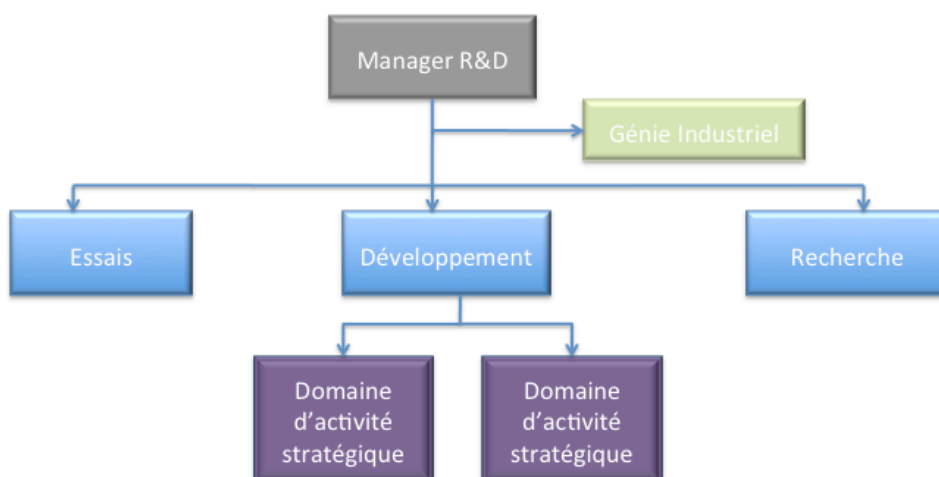 Manager R&D
Génie Industriel
Essais
Développement
Recherche
Domaine
d’activité
stratégique
Domaine
d’activité
stratégique